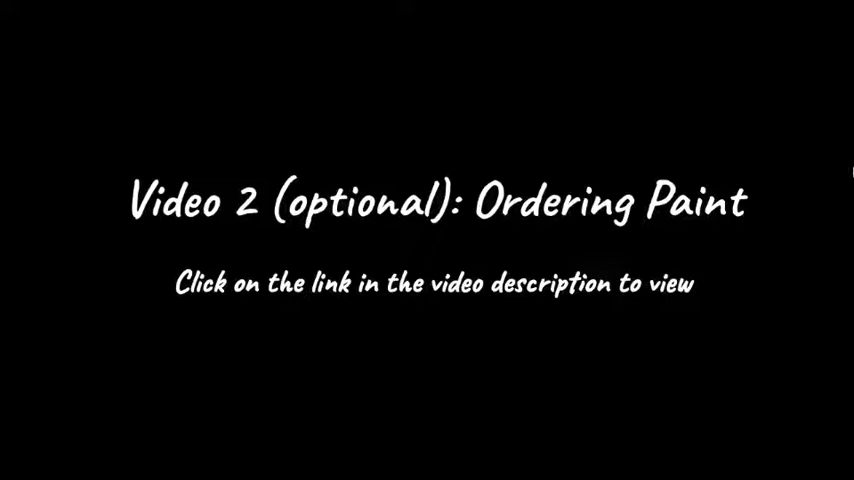 Video 2 (optional): Ordering Paint
Click on the link in the video description to view